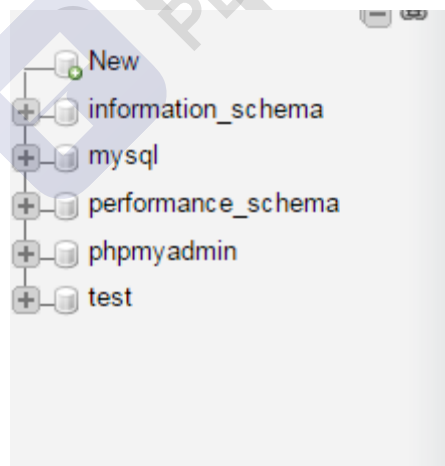 New
information_schema
mysql
performance_schema
phpmyadmin
test